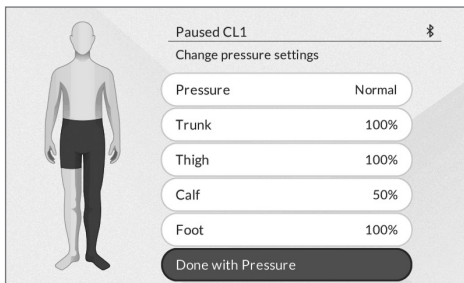 Paused CL1
Change pressure settings
Pressure Normal
Trunk 100%
Thigh 100%
Calf 50%
Foot 100%
Done with Pressure